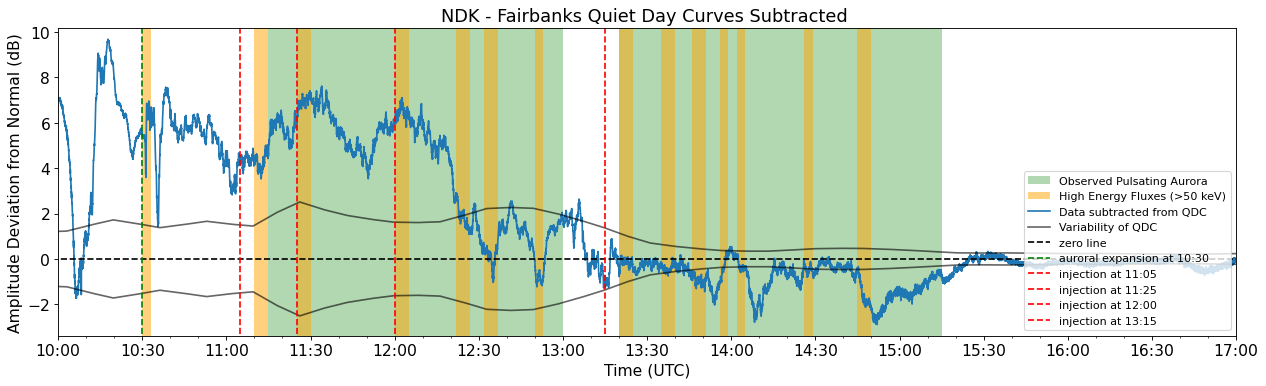 NDK - Fairbanks Quiet Day Curves Subtracted
Amplitude Deviation from Normal (dB)
10
8
6
4
2
0
−2
Observed Pulsating Aurora
High Energy Fluxes (>50 keV)
Data subtracted from QDC
Variability of QDC
zero line
auroral expansion at 10:30
injection at 11:05
injection at 11:25
injection at 12:00
injection at 13:15
10:00 10:30 11:00 11:30 12:00 12:30 13:00 13:30 14:00 14:30 15:00 15:30 16:00 16:30 17:00
Time (UTC)